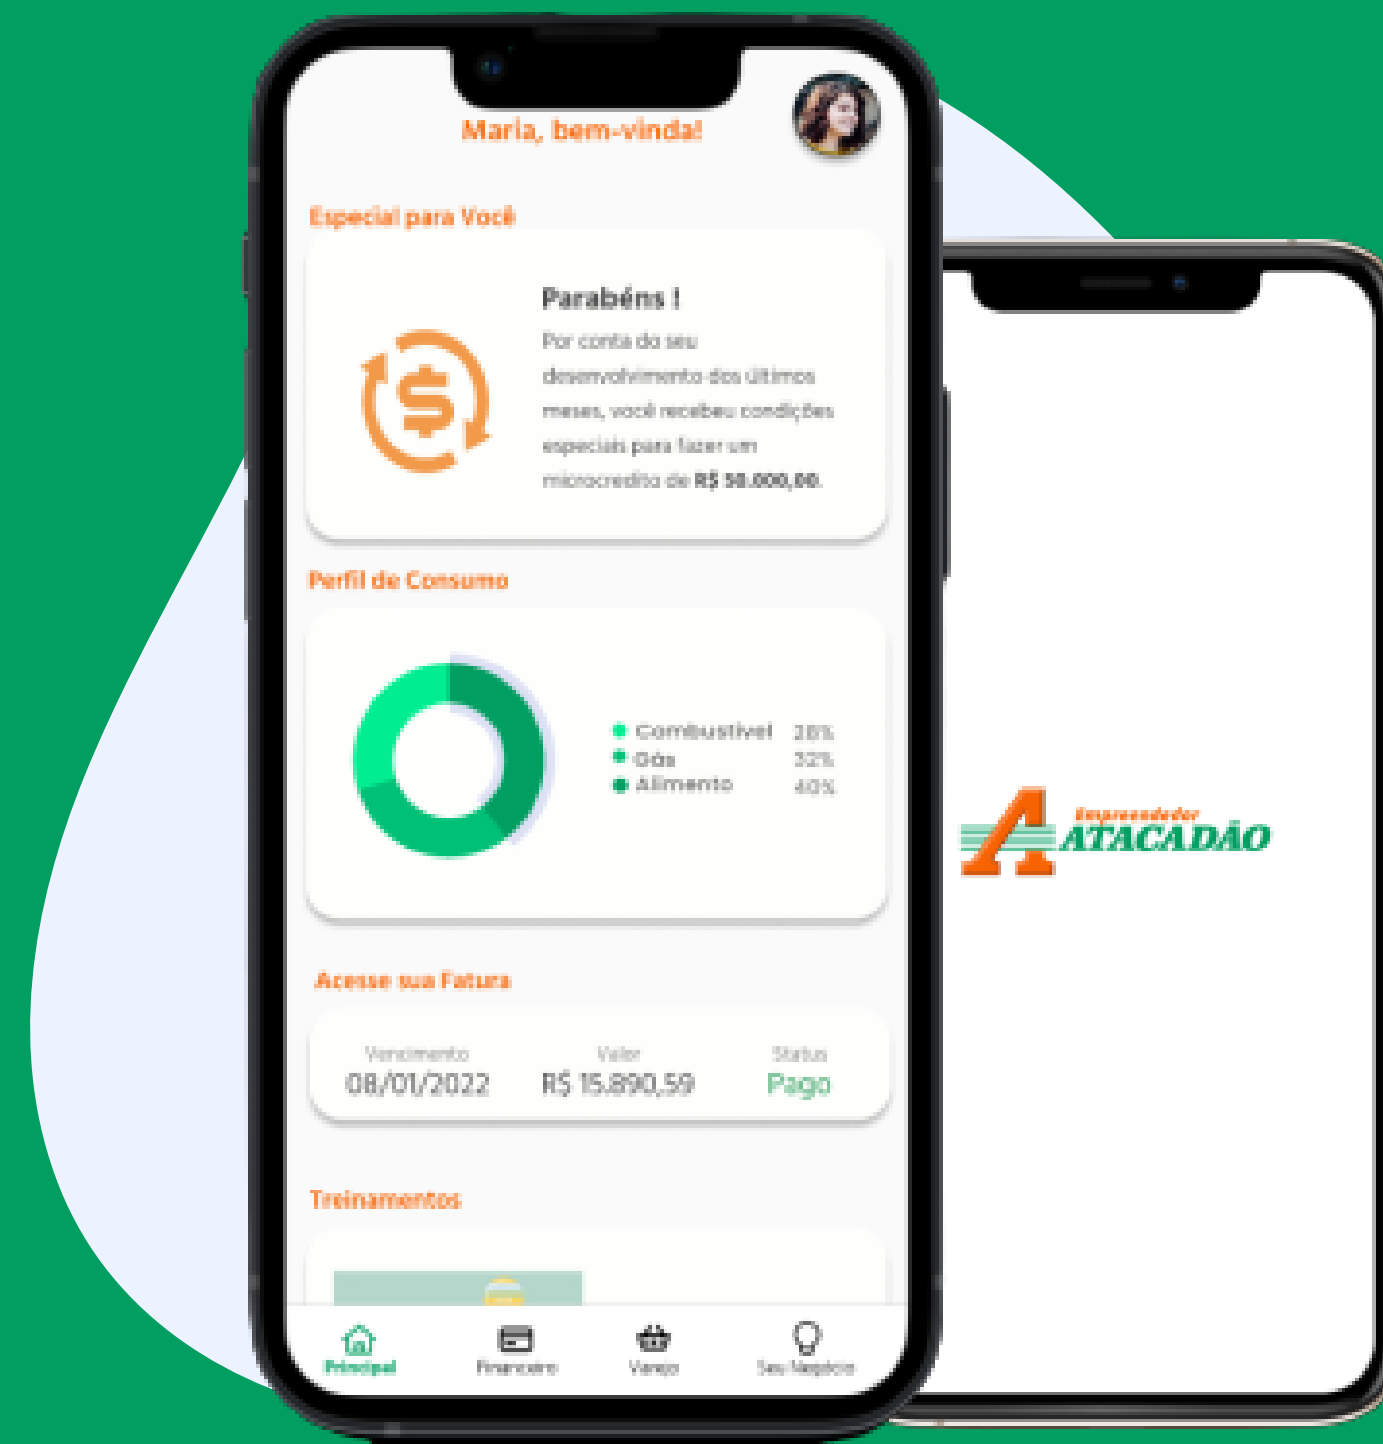 Maria, bem-vinda!
Especial para Você
Parabéns !
Por conta do seu
desenvolvimento dos últimos
meses, você recebeu condições
especiais para fazer um
microcredito de R$ 50.000,00.
Perfil de Consumo
Combustível 28%
Gás 32%
Alimento 40%
Acesse sua Fatura
Vencimento Valor Status
08/01/2022 R$ 15.890,59 Pago
Treinamentos
Principal Financeiro Varejo Seu Negócio
A Empreendedor
ATACADÃO